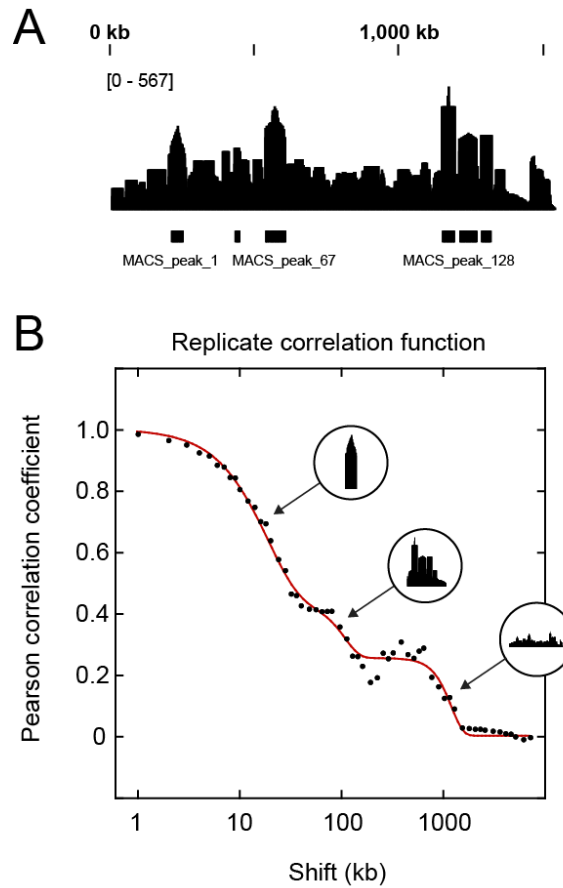 A
0 kb 1,000 kb
[0 - 567]
MACS_peak_1 MACS_peak_67 MACS_peak_128
B
Replicate correlation function
Pearson correlation coefficient
1.0
0.8
0.6
0.4
0.2
0
1 10 100 1000
Shift (kb)